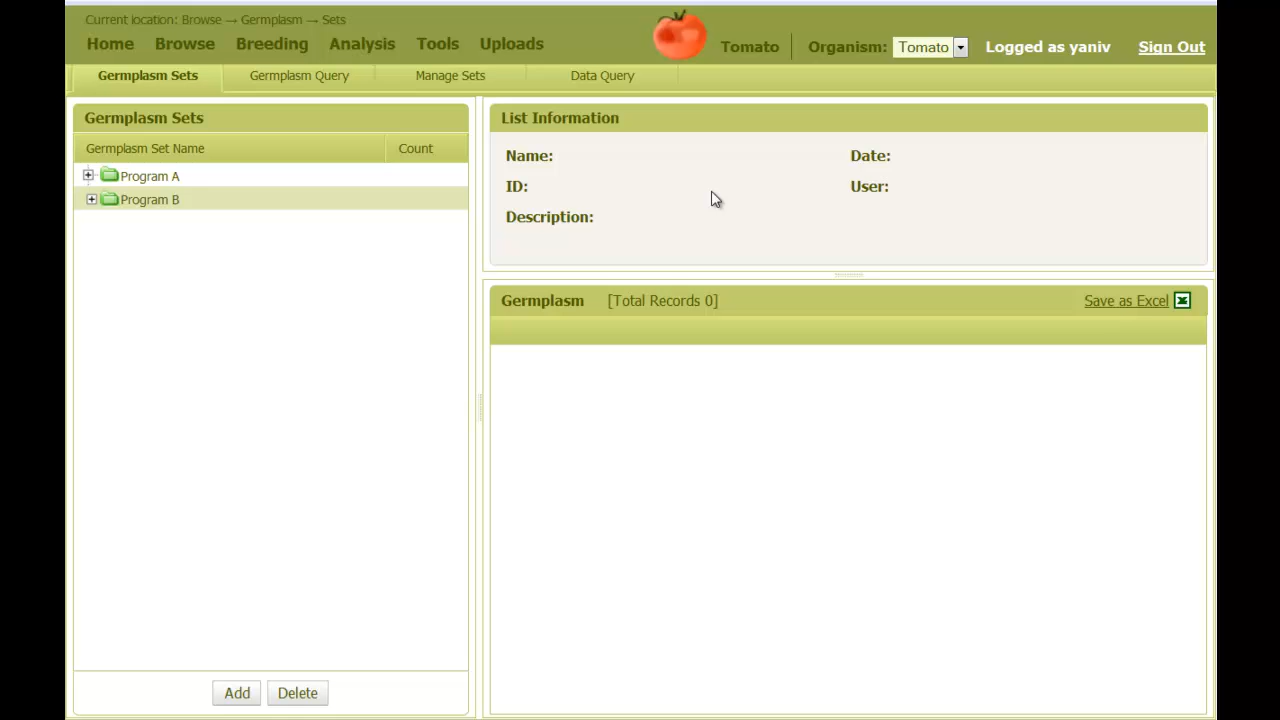 Current location: Browse → Germplasm → Sets
Home Browse Breeding Analysis Tools Uploads Tomato Organism: Tomato Logged as yaniv Sign Out
Germplasm Sets Germplasm Query Manage Sets Data Query
Germplasm Sets
Germplasm Set Name Count
Program A
Program B
Add Delete
List Information
Name: Date:
ID: User:
Description:
Germplasm [Total Records 0] Save as Excel